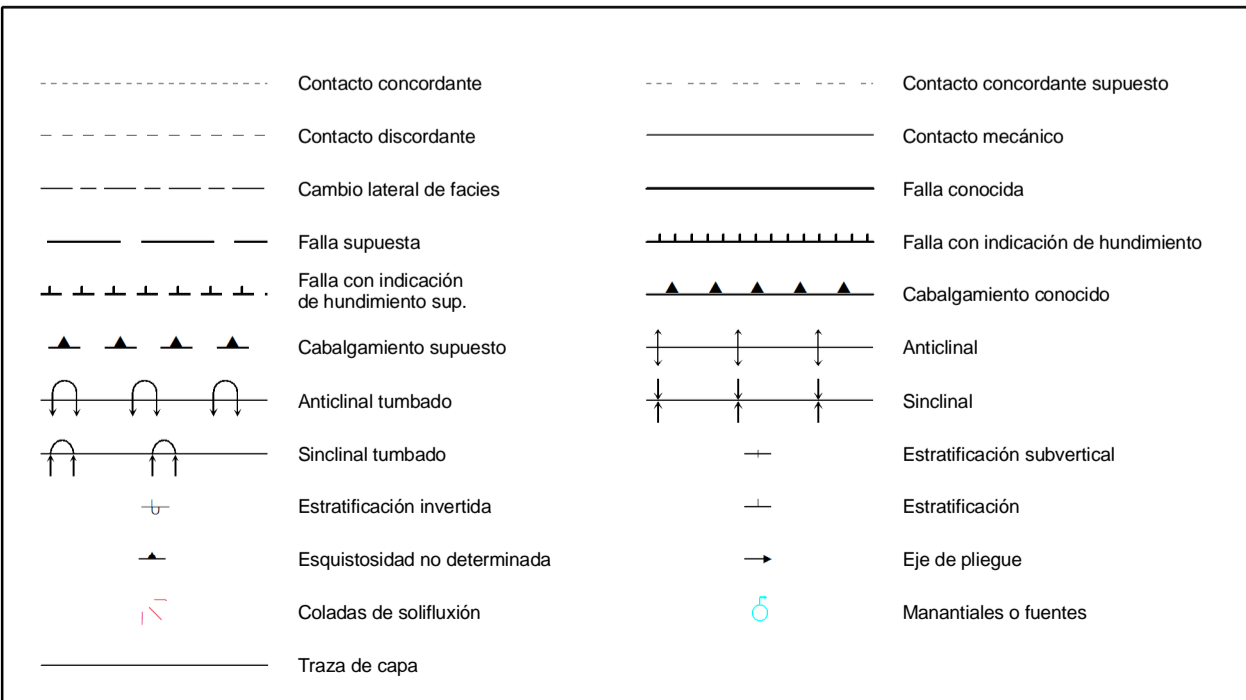 Contacto concordante
Contacto concordante supuesto
Contacto discordante
Contacto mecánico
Cambio lateral de facies
Falla conocida
Falla supuesta
Falla con indicación de hundimiento
Falla con indicación
de hundimiento sup.
Cabalgamiento conocido
Cabalgamiento supuesto
Anticlinal
Anticlinal tumbado
Sinclinal
Sinclinal tumbado
Estratificación subvertical
Estratificación invertida
Estratificación
Esquistosidad no determinada
Eje de pliegue
Coladas de solifluxión
Manantiales o fuentes
Traza de capa